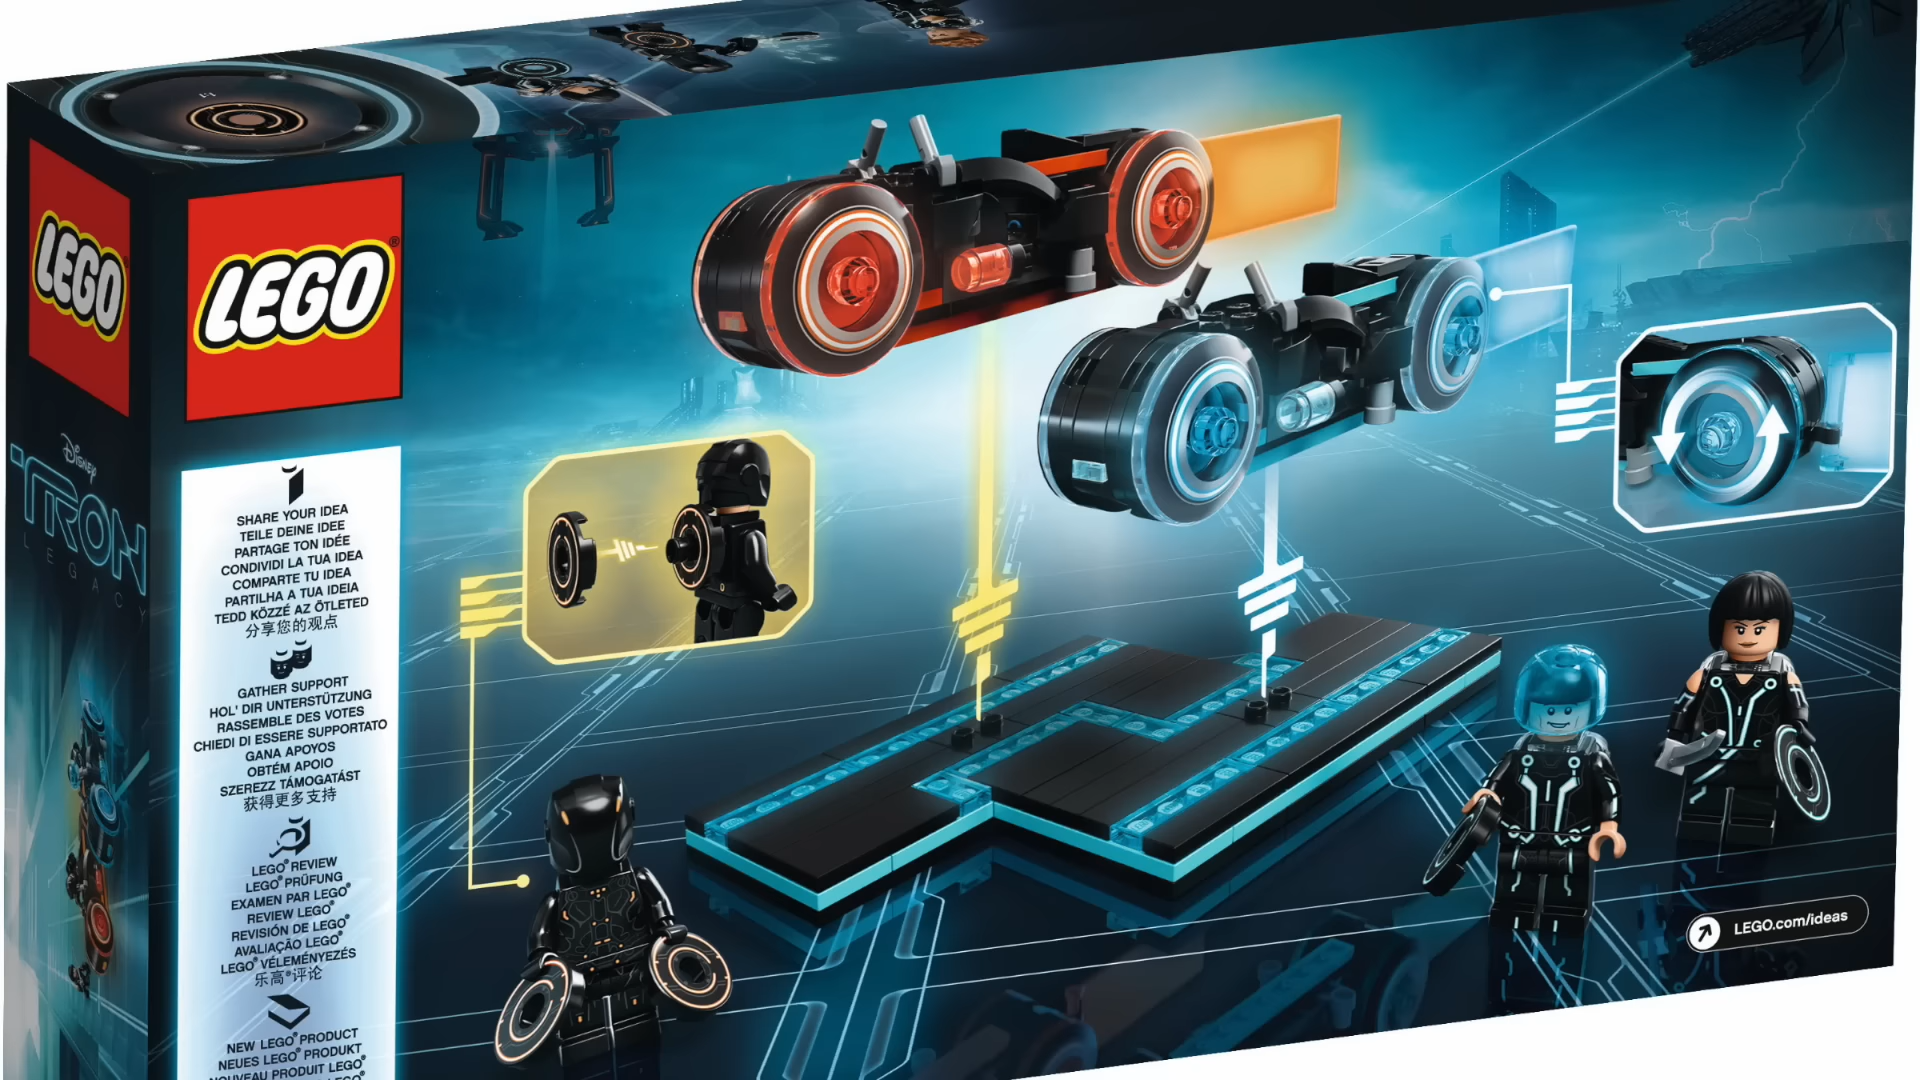 LEGO
DISNEY
TRON
LEGACY
LEGO®
SHARE YOUR IDEA
TEILE DEINE IDEE
PARTAGE TON IDÉE
CONDIVIDI LA TUA IDEA
COMPARTE TU IDEA
PARTILHA A TUA IDEIA
TEDD KÖZZÉ AZ ÖTLETED
分享您的观点
GATHER SUPPORT
HOL' DIR UNTERSTÜTZUNG
RASSEMBLE DES VOTES
CHIEDI DI ESSERE SUPPORTATO
GANA APOYOS
OBTÉM APOIO
SZEREZZ TÁMOGATÁST
获得更多支持
LEGO® REVIEW
LEGO® PRÜFUNG
EXAMEN PAR LEGO®
REVIEW LEGO®
REVISIÓN DE LEGO®
AVALIAÇÃO LEGO®
LEGO® VÉLEMÉNYEZÉS
乐高®评论
NEW LEGO® PRODUCT
NEUES LEGO® PRODUKT
NOUVEAU PRODUIT LEGO®
LEGO®
LEGO.com/ideas